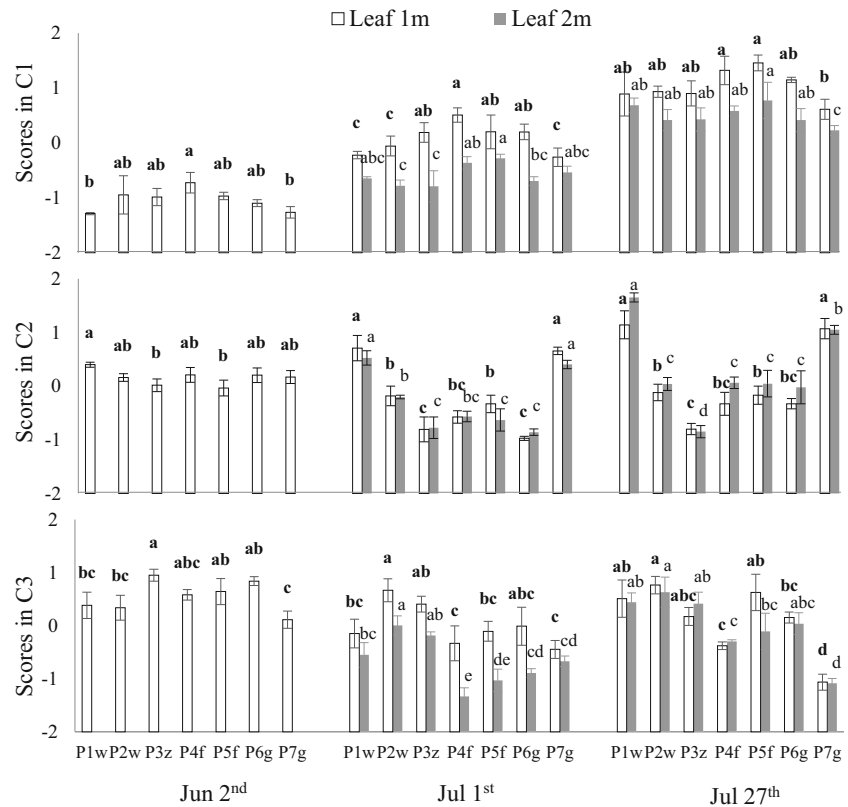 Leaf 1m Leaf 2m
Scores in C1
2
1
0
-1
-2
b ab ab a ab ab b
c c ab a ab ab c
abc c c ab a bc abc
ab ab ab a a ab b
ab ab ab ab a ab c
Scores in C2
2
1
0
-1
-2
a ab b ab b ab ab
a b c bc b c a
a b c bc c c a
a b c bc b bc a
a c d c c c b
Scores in C3
2
1
0
-1
-2
bc bc a abc ab ab c
bc a ab c bc abc c
bc a ab e de cd cd
ab a abc c ab bc d
ab a ab c bc abc d
P1w P2w P3z P4f P5f P6g P7g P1w P2w P3z P4f P5f P6g P7g P1w P2w P3z P4f P5f P6g P7g
Jun 2nd Jul 1st Jul 27th